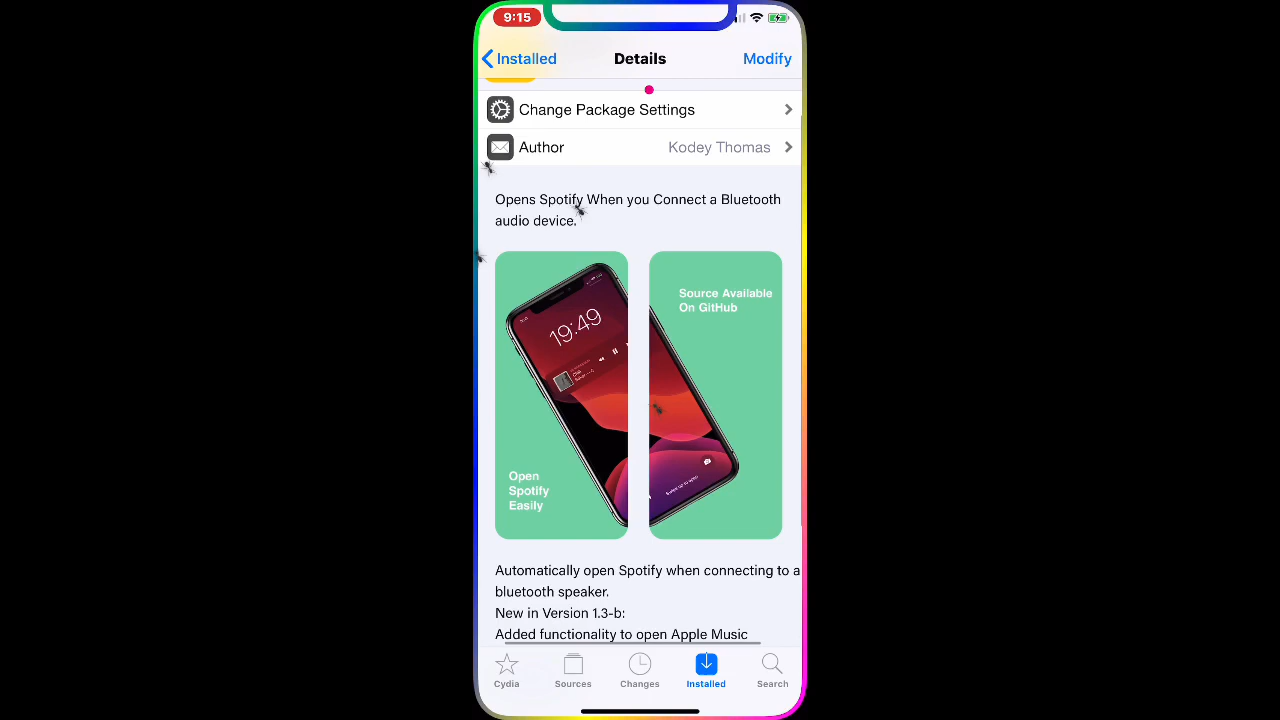 9:15
Installed
Details
Modify
Change Package Settings
Author
Kodey Thomas
Opens Spotify When you Connect a Bluetooth
audio device.
19:49
Open
Spotify
Easily
Source Available
On GitHub
Automatically open Spotify when connecting to a
bluetooth speaker.
New in Version 1.3-b:
Added functionality to open Apple Music
Cydia
Sources
Changes
Installed
Search